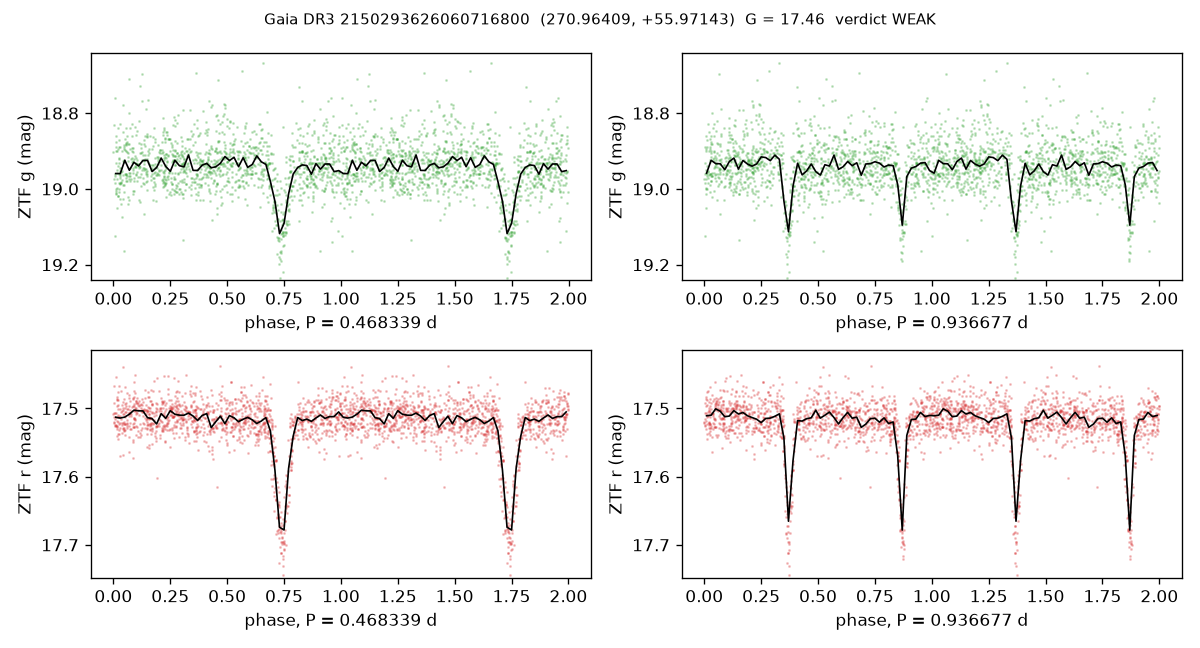 Gaia DR3 2150293626060716800 (270.96409, +55.97143) G = 17.46 verdict WEAK
ZTF g (mag)
18.8
19.0
19.2
0.00 0.25 0.50 0.75 1.00 1.25 1.50 1.75 2.00
phase, P = 0.468339 d
ZTF g (mag)
18.8
19.0
19.2
0.00 0.25 0.50 0.75 1.00 1.25 1.50 1.75 2.00
phase, P = 0.936677 d
ZTF r (mag)
17.5
17.6
17.7
0.00 0.25 0.50 0.75 1.00 1.25 1.50 1.75 2.00
phase, P = 0.468339 d
ZTF r (mag)
17.5
17.6
17.7
0.00 0.25 0.50 0.75 1.00 1.25 1.50 1.75 2.00
phase, P = 0.936677 d